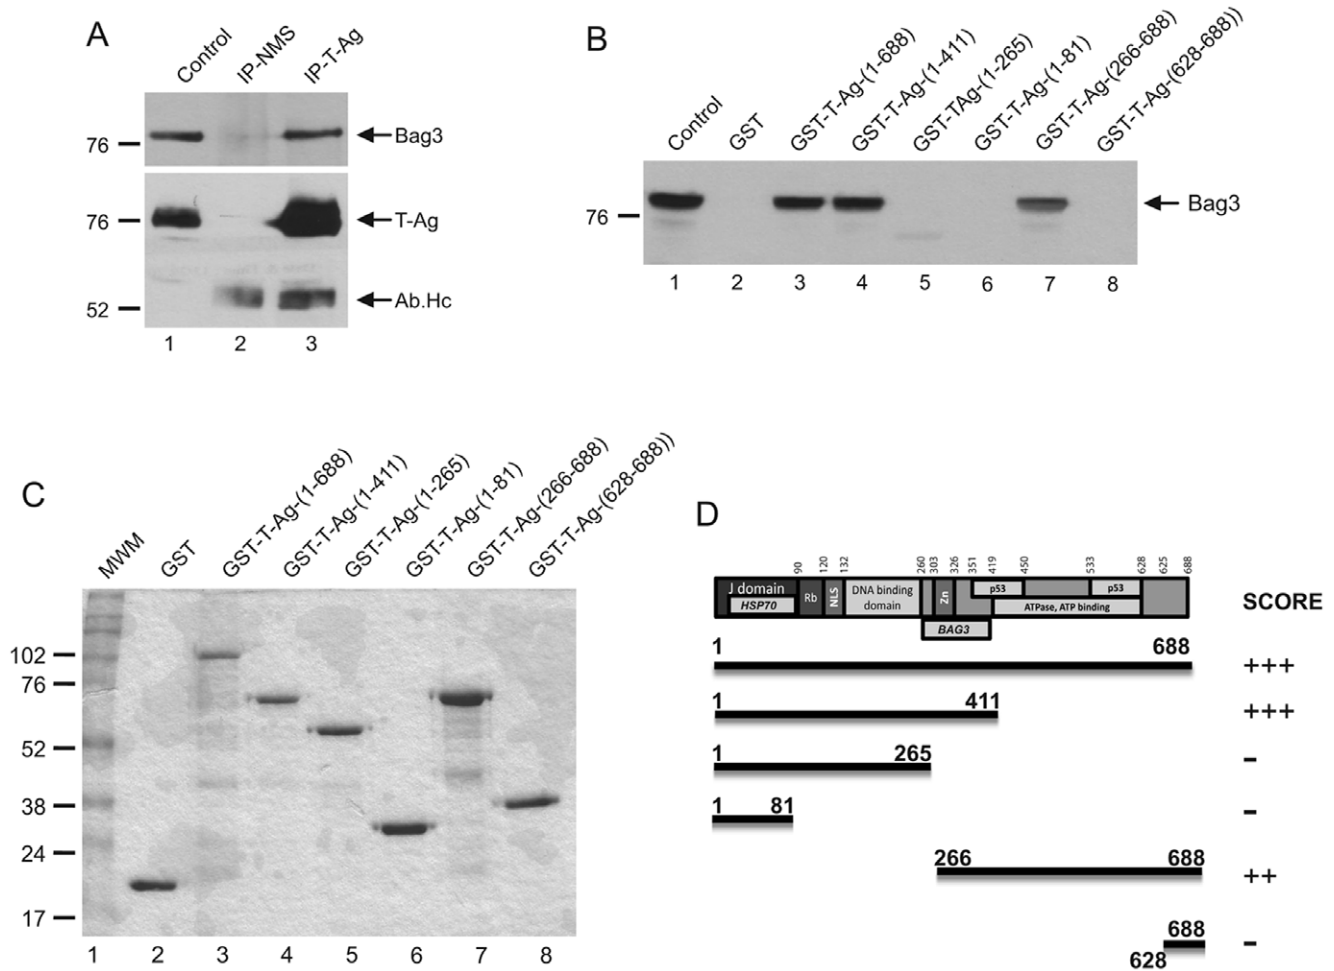 A
Control
IP-NMS
IP-T-Ag
76
Bag3
76
T-Ag
52
Ab.Hc
1 2 3
B
Control
GST
GST-T-Ag-(1-688)
GST-T-Ag-(1-411)
GST-TAg-(1-265)
GST-T-Ag-(1-81)
GST-T-Ag-(266-688)
GST-T-Ag-(628-688))
76
Bag3
1 2 3 4 5 6 7 8
C
MWM
GST
GST-T-Ag-(1-688)
GST-T-Ag-(1-411)
GST-T-Ag-(1-265)
GST-T-Ag-(1-81)
GST-T-Ag-(266-688)
GST-T-Ag-(628-688))
102
76
52
38
24
17
1 2 3 4 5 6 7 8
D
90 120 132 260 303 326 351 419 450 533 628 625 688
J domain
HSP70
Rb
NLS
DNA binding
domain
Zn
p53
p53
ATPase, ATP binding
BAG3
SCORE
1 688 +++
1 411 +++
1 265 -
1 81 -
266 688 ++
628 688 -